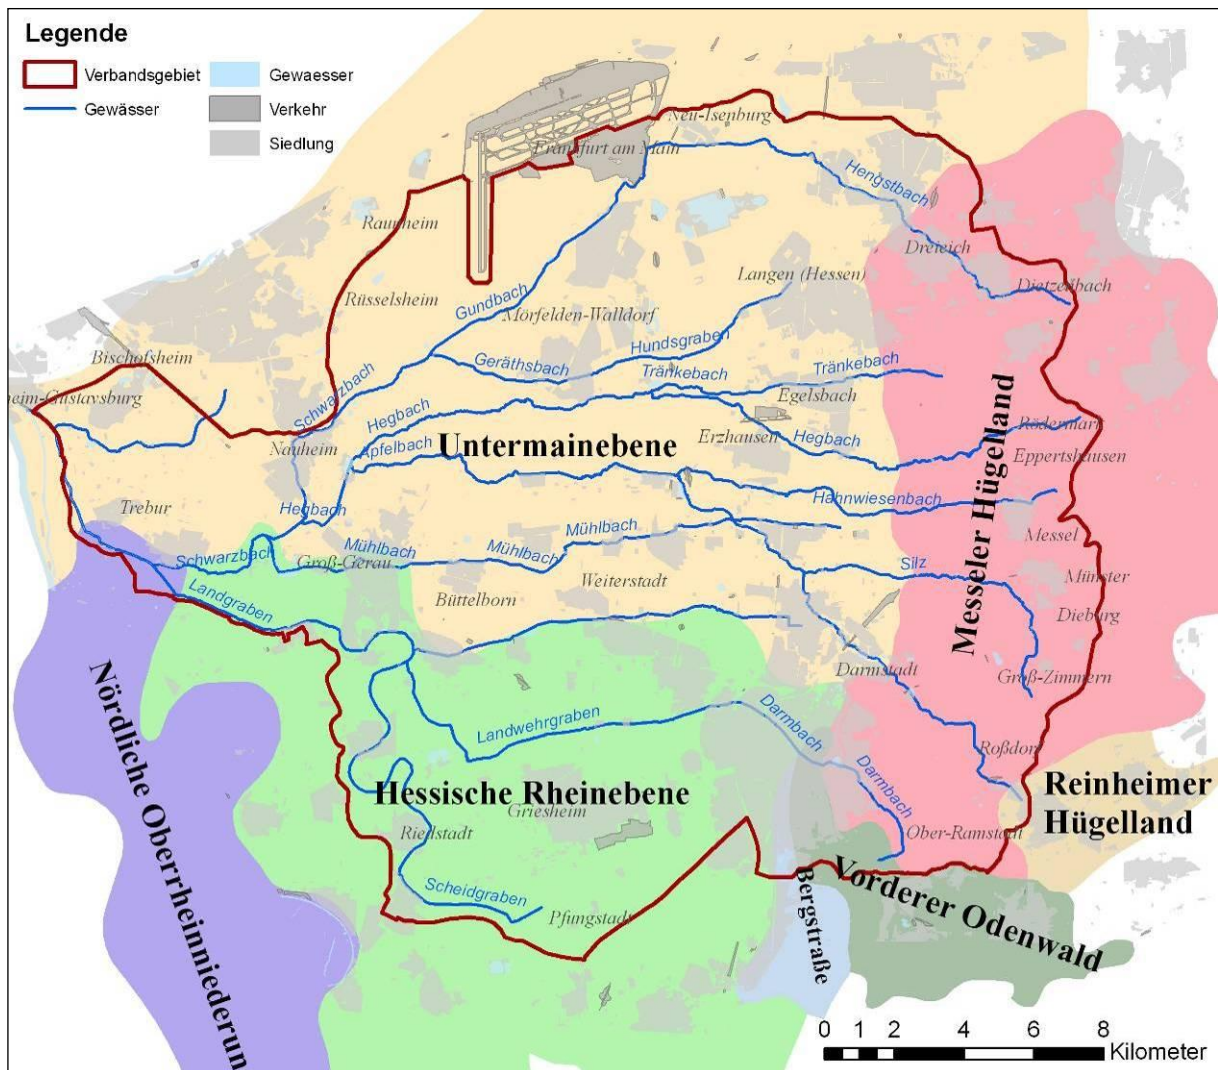 Legende
Verbandsgebiet
Gewässer
Gewaesser
Verkehr
Siedlung
Neu-Isenburg
Frankfurt am Main
Hengstbach
Raunheim
Dreieich
Langen (Hessen)
Dietzenbach
Rüsselsheim
Gundbach
Mörfelden-Walldorf
Hundsgraben
Bischofsheim
Geräthsbach
Tränkebach
Tränkebach
heim-Gustavsburg
Schwarzbach
Egelsbach
Hegbach
Rödermark
Nauheim
Apfelbach
Untermainebene
Erzhausen
Hegbach
Eppertshausen
Messeler Hügelland
Trebur
Hegbach
Hahnwiesenbach
Mühlbach
Messel
Schwarzbach
Groß-Gerau
Mühlbach
Mühlbach
Silz
Münster
Weiterstadt
Landgraben
Büttelborn
Dieburg
Darmstadt
Groß-Zimmern
Nördliche Oberrheinniederun
Landwehrgraben
Darmbach
Roßdorf
Darmbach
Hessische Rheinebene
Griesheim
Reinheimer
Hügelland
Riedstadt
Ober-Ramstadt
Scheidgraben
Pfungstadt
Bergstraße
Vorderer Odenwald
0 1 2 4 6 8
Kilometer